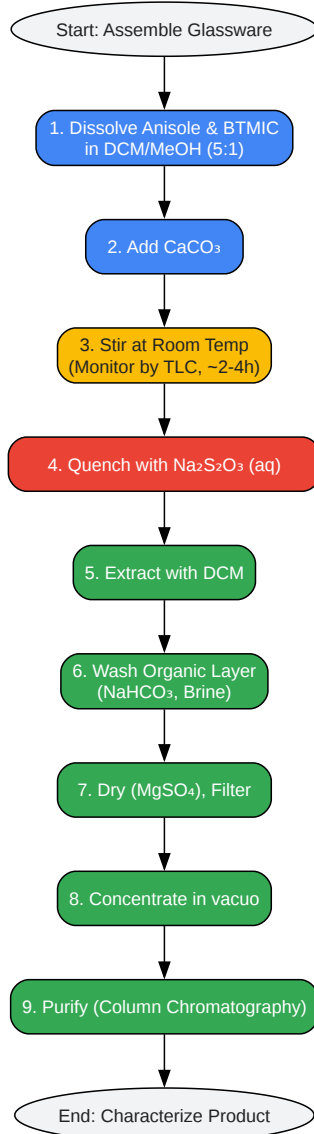 Start: Assemble Glassware
1. Dissolve Anisole & BTMIC
in DCM/MeOH (5:1)
2. Add CaCO₃
3. Stir at Room Temp
(Monitor by TLC, ~2-4h)
4. Quench with Na₂S₂O₃ (aq)
5. Extract with DCM
6. Wash Organic Layer
(NaHCO₃, Brine)
7. Dry (MgSO₄), Filter
8. Concentrate in vacuo
9. Purify (Column Chromatography)
End: Characterize Product